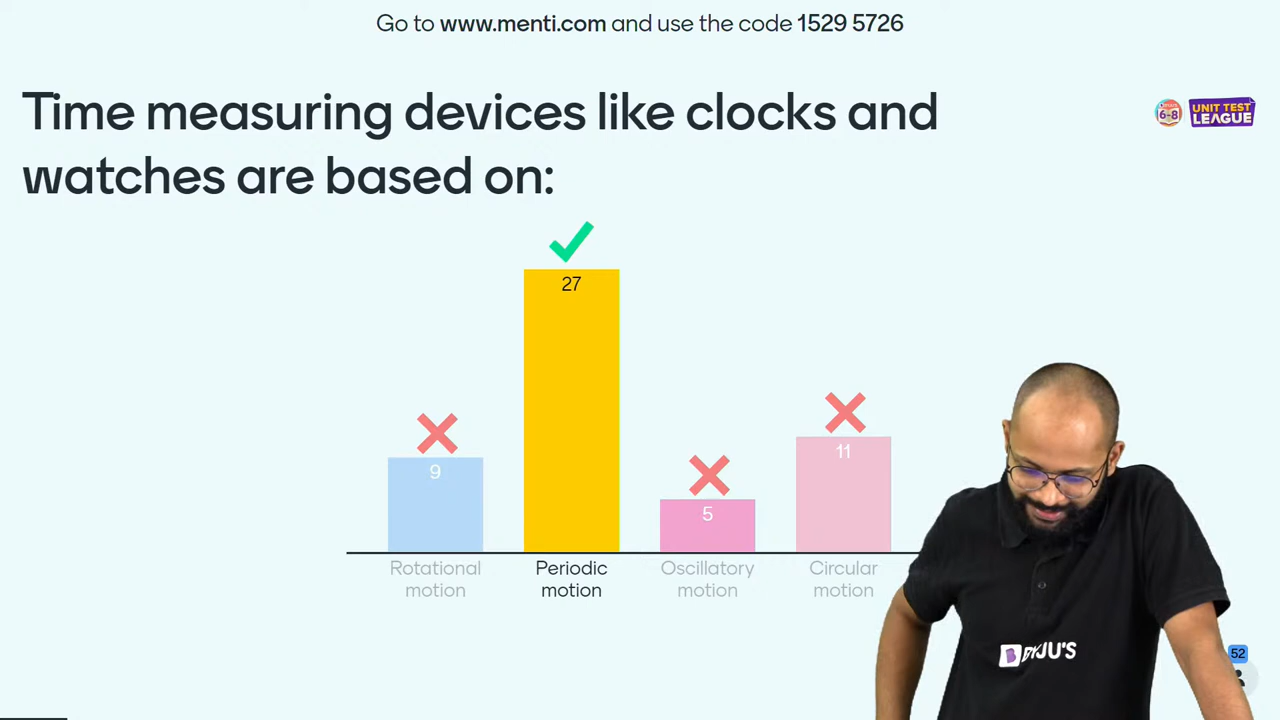 Go to www.menti.com and use the code 1529 5726
Time measuring devices like clocks and
watches are based on:
6-8
UNIT TEST
LEAGUE
27
9
5
11
Rotational
motion
Periodic
motion
Oscillatory
motion
Circular
motion
BYJU'S
52